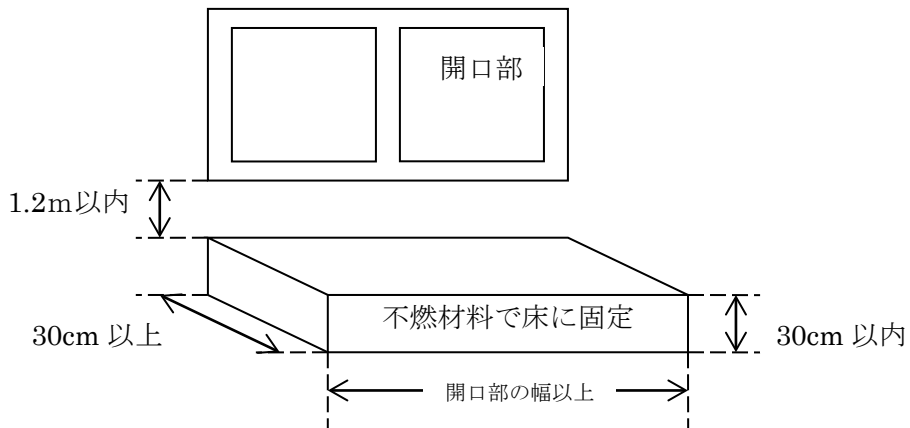 開口部
1.2m以内
不燃材料で床に固定
30cm 以上
30cm 以内
開口部の幅以上